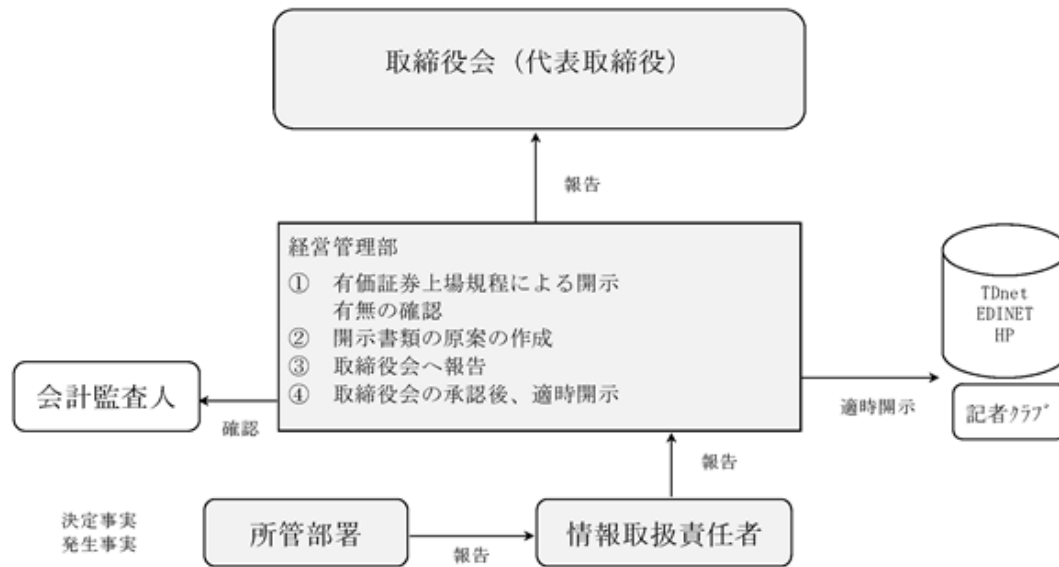 取締役会（代表取締役）
報告
経営管理部
① 有価証券上場規程による開示
有無の確認
② 開示書類の原案の作成
③ 取締役会へ報告
④ 取締役会の承認後、適時開示
TDnet
EDINET
HP
会計監査人
確認
適時開示
記者ｸﾗﾌﾞ
報告
決定事実
発生事実
所管部署
報告
情報取扱責任者